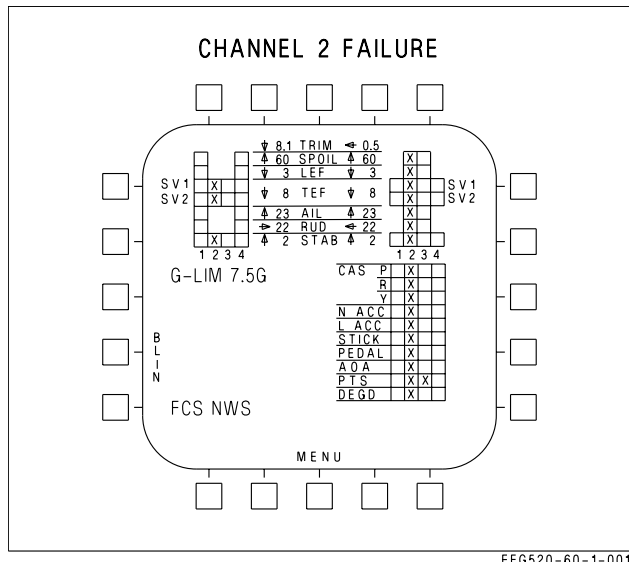 CHANNEL 2 FAILURE
8.1 TRIM 0.5
60 SPOIL 60
X
3 LEF 3
X
SV1 X X SV1
8 TEF 8
SV2 X X SV2
X
23 AIL 23
X
22 RUD 22
X
X 2 STAB 2 X
1 2 3 4 1 2 3 4
G-LIM 7.5G
CAS P X
R X
Y X
N ACC X
L ACC X
STICK X
PEDAL X
AOA X
PTS X X
DEGD X
BLIN
FCS NWS
MENU
EFG520-60-1-001